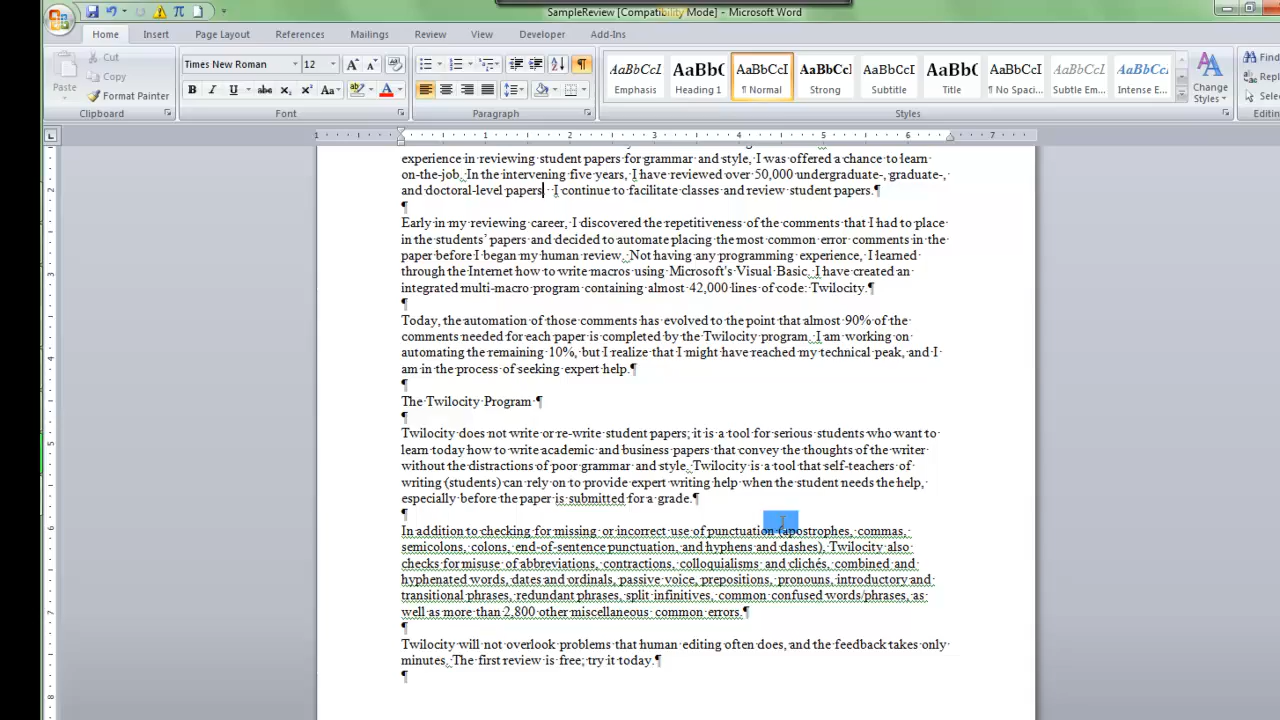 SampleReview [Compatibility Mode] - Microsoft Word
Home Insert Page Layout References Mailings Review View Developer Add-Ins
Paste
Cut
Copy
Format Painter
Clipboard
Times New Roman 12
B I U abc x₂ x² Aa
Font
Paragraph
AaBbCcI AaBbC AaBbCcI AaBbCcl AaBbCcI AaBbC AaBbCcI AaBbCcI AaBbCcI
Emphasis Heading 1 ¶ Normal Strong Subtitle Title ¶ No Spaci... Subtle Em... Intense E...
Styles
Change Styles
Find
Repl
Selec
Editin
1 1 2 3 4 5 6 7
experience in reviewing student papers for grammar and style, I was offered a chance to learn
on-the-job. In the intervening five years, I have reviewed over 50,000 undergraduate-, graduate-,
and doctoral-level papers I continue to facilitate classes and review student papers.¶
¶
Early in my reviewing career, I discovered the repetitiveness of the comments that I had to place
in the students' papers and decided to automate placing the most common error comments in the
paper before I began my human review. Not having any programming experience, I learned
through the Internet how to write macros using Microsoft's Visual Basic. I have created an
integrated multi-macro program containing almost 42,000 lines of code: Twilocity.¶
¶
Today, the automation of those comments has evolved to the point that almost 90% of the
comments needed for each paper is completed by the Twilocity program. I am working on
automating the remaining 10%, but I realize that I might have reached my technical peak, and I
am in the process of seeking expert help.¶
¶
The Twilocity Program ¶
¶
Twilocity does not write or re-write student papers; it is a tool for serious students who want to
learn today how to write academic and business papers that convey the thoughts of the writer
without the distractions of poor grammar and style. Twilocity is a tool that self-teachers of
writing (students) can rely on to provide expert writing help when the student needs the help,
especially before the paper is submitted for a grade.¶
¶
In addition to checking for missing or incorrect use of punctuation (apostrophes, commas,
semicolons, colons, end-of-sentence punctuation, and hyphens and dashes), Twilocity also
checks for misuse of abbreviations, contractions, colloquialisms and clichés, combined and
hyphenated words, dates and ordinals, passive voice, prepositions, pronouns, introductory and
transitional phrases, redundant phrases, split infinitives, common confused words/phrases, as
well as more than 2,800 other miscellaneous common errors.¶
¶
Twilocity will not overlook problems that human editing often does, and the feedback takes only
minutes. The first review is free; try it today.¶
¶